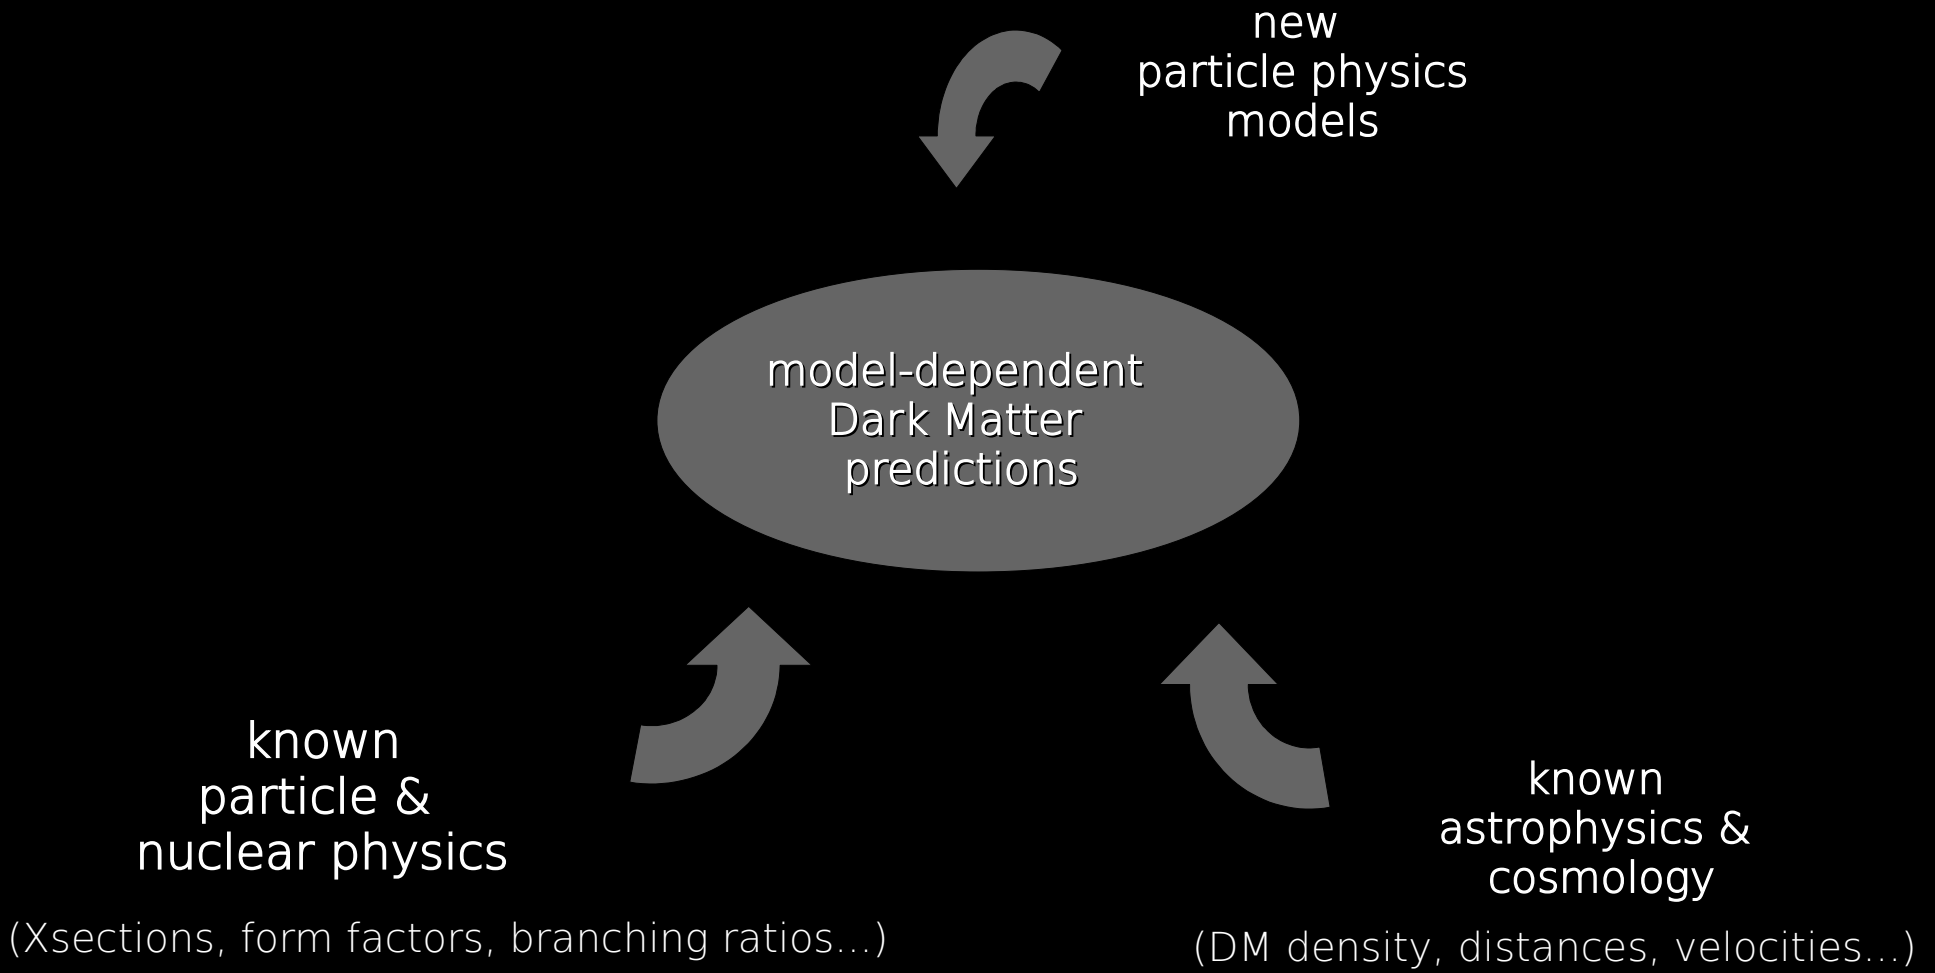 new
particle physics
models
model-dependent
Dark Matter
predictions
known
particle &
nuclear physics
(Xsections, form factors, branching ratios...)
known
astrophysics &
cosmology
(DM density, distances, velocities...)